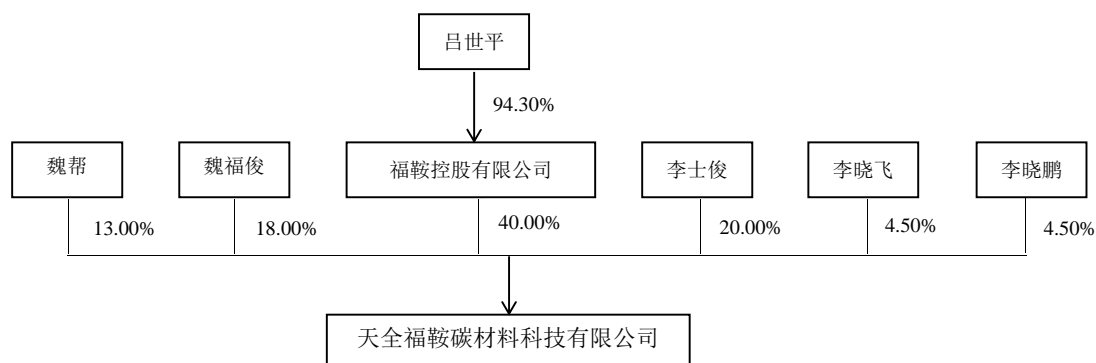 吕世平
94.30%
魏帮
魏福俊
福鞍控股有限公司
李士俊
李晓飞
李晓鹏
13.00%
18.00%
40.00%
20.00%
4.50%
4.50%
天全福鞍碳材料科技有限公司